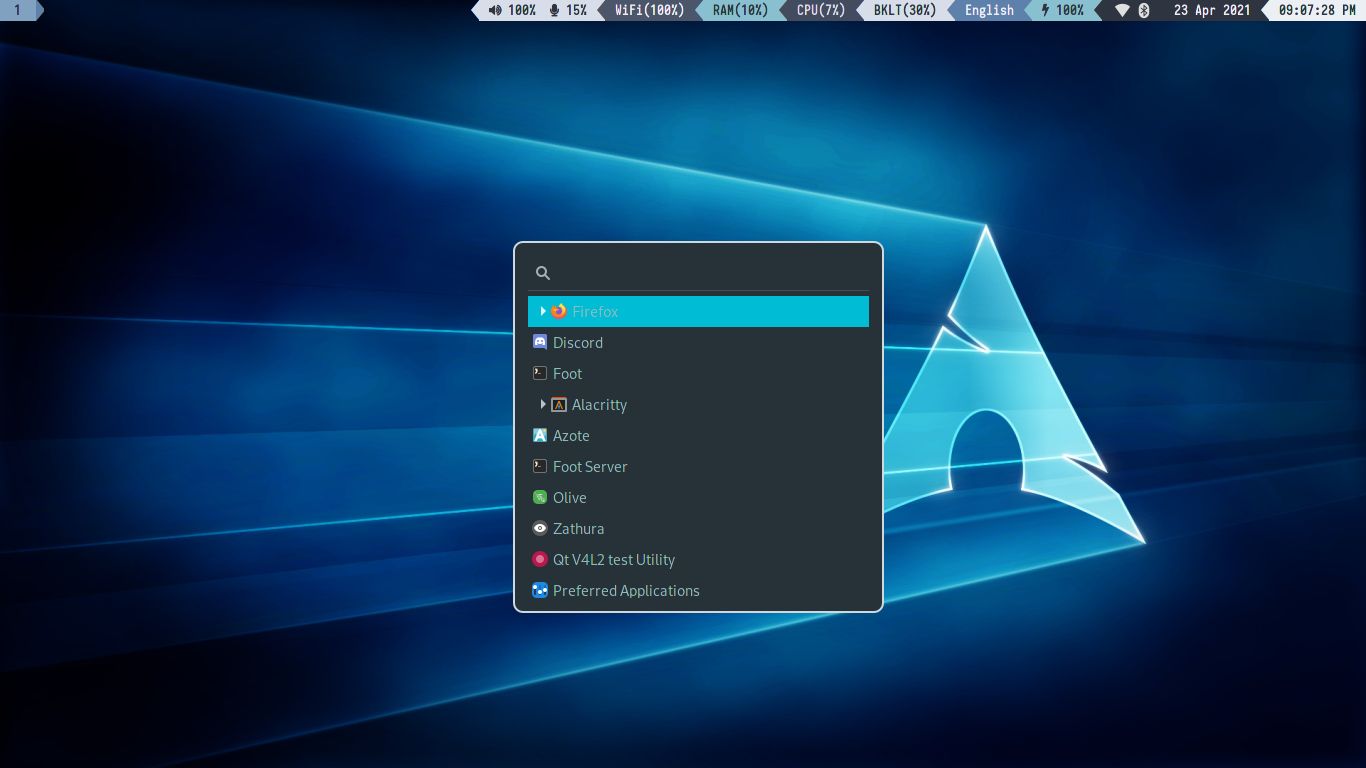 1 100% 15% WiFi(100%) RAM(10%) CPU(7%) BKLT(30%) English 100% 23 Apr 2021 09:07:28 PM
Firefox
Discord
Foot
Alacritty
Azote
Foot Server
Olive
Zathura
Qt V4L2 test Utility
Preferred Applications